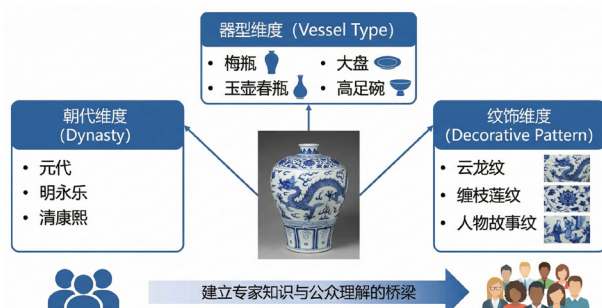 器型维度（Vessel Type）
• 梅瓶
• 大盘
• 玉壶春瓶
• 高足碗
朝代维度
(Dynasty)
• 元代
• 明永乐
• 清康熙
纹饰维度
(Decorative Pattern)
• 云龙纹
• 缠枝莲纹
• 人物故事纹
建立专家知识与公众理解的桥梁